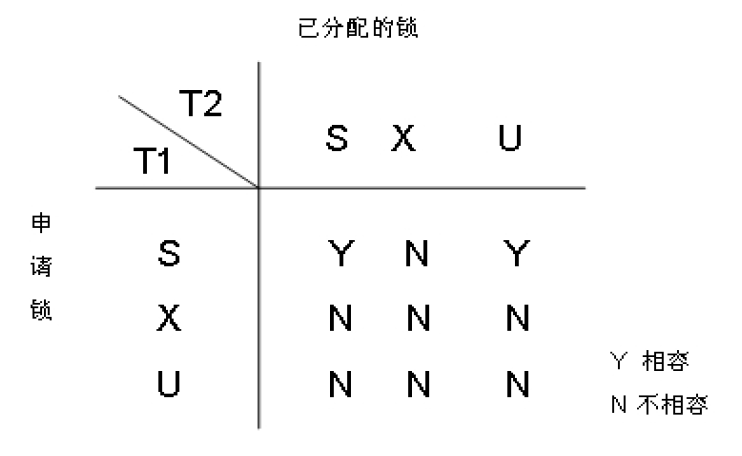 已分配的锁
T2
T1
S X U
申请锁
S Y N Y
X N N N
U N N N
Y 相容
N 不相容